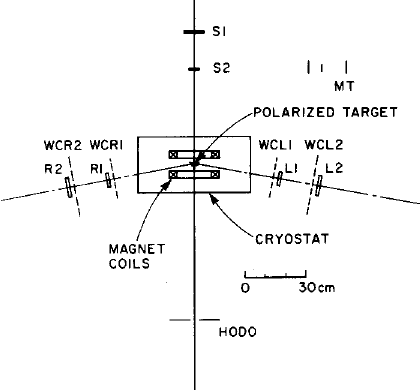 S1
S2
MT
POLARIZED TARGET
WCR2 WCR1
WCL1 WCL2
R2 R1
L1 L2
MAGNET
COILS
CRYOSTAT
0 30cm
HODO